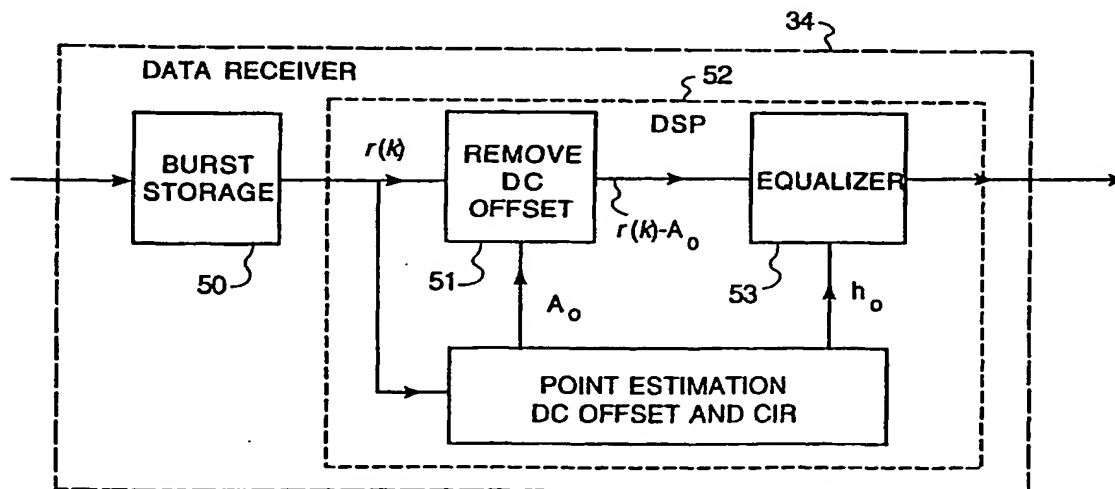 34
DATA RECEIVER
52
DSP
r(k)
BURST
STORAGE
REMOVE
DC
OFFSET
EQUALIZER
r(k)-A₀
50
51
53
A₀
h₀
POINT ESTIMATION
DC OFFSET AND CIR